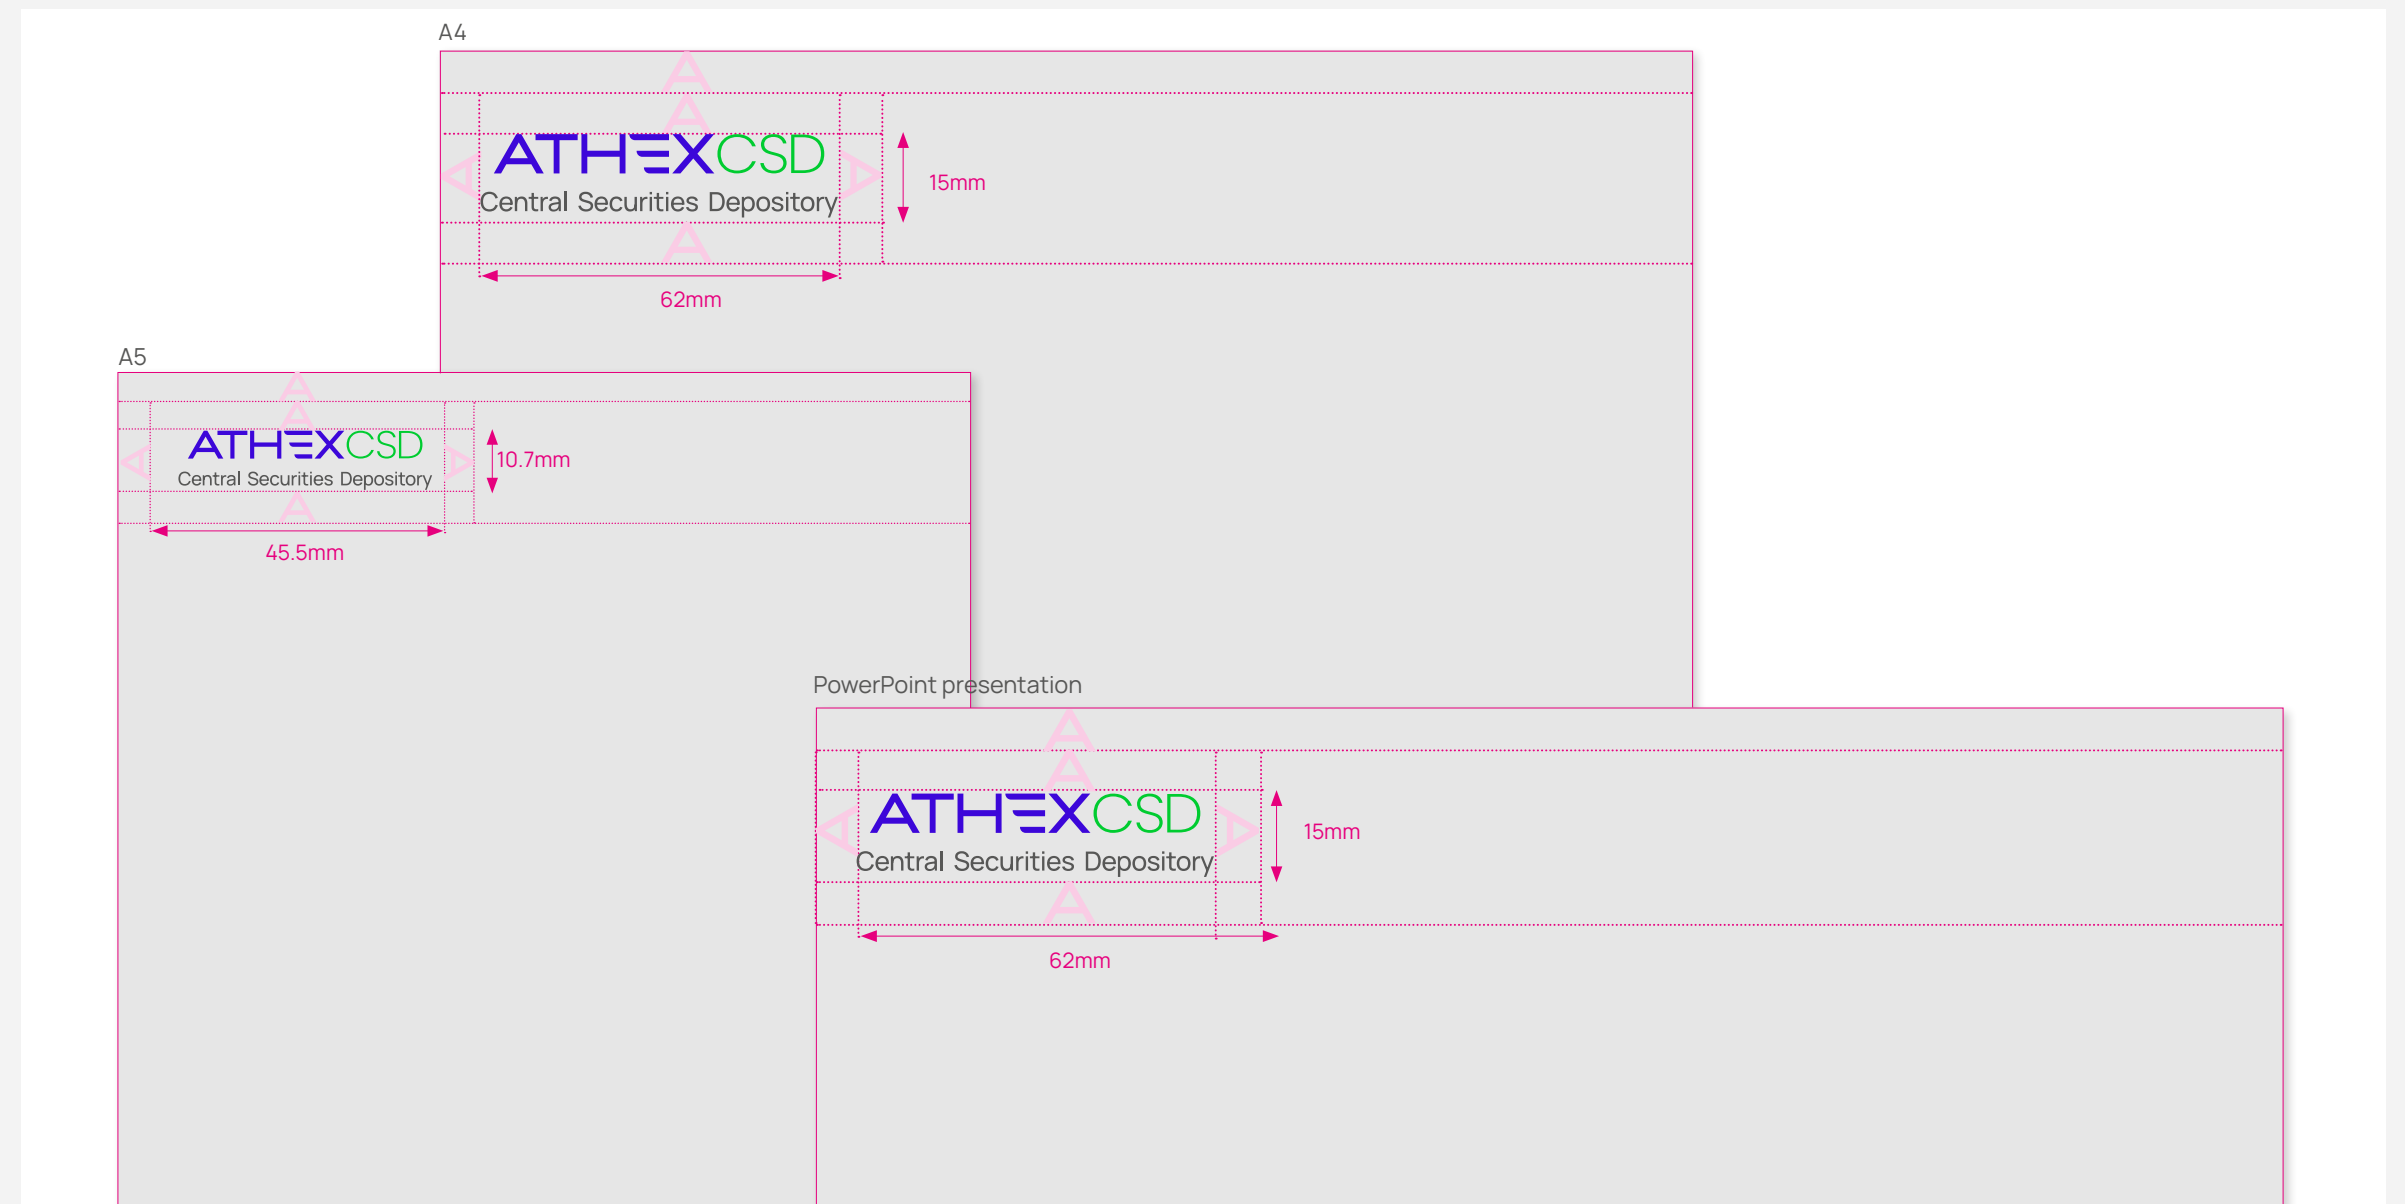 A4
A
A
ATHEXCSD
A
A
15mm
Central Securities Depository
A
62mm
A5
A
A
ATHEXCSD
A
A
10.7mm
Central Securities Depository
A
45.5mm
PowerPoint presentation
A
A
ATHEXCSD
A
A
15mm
Central Securities Depository
A
62mm